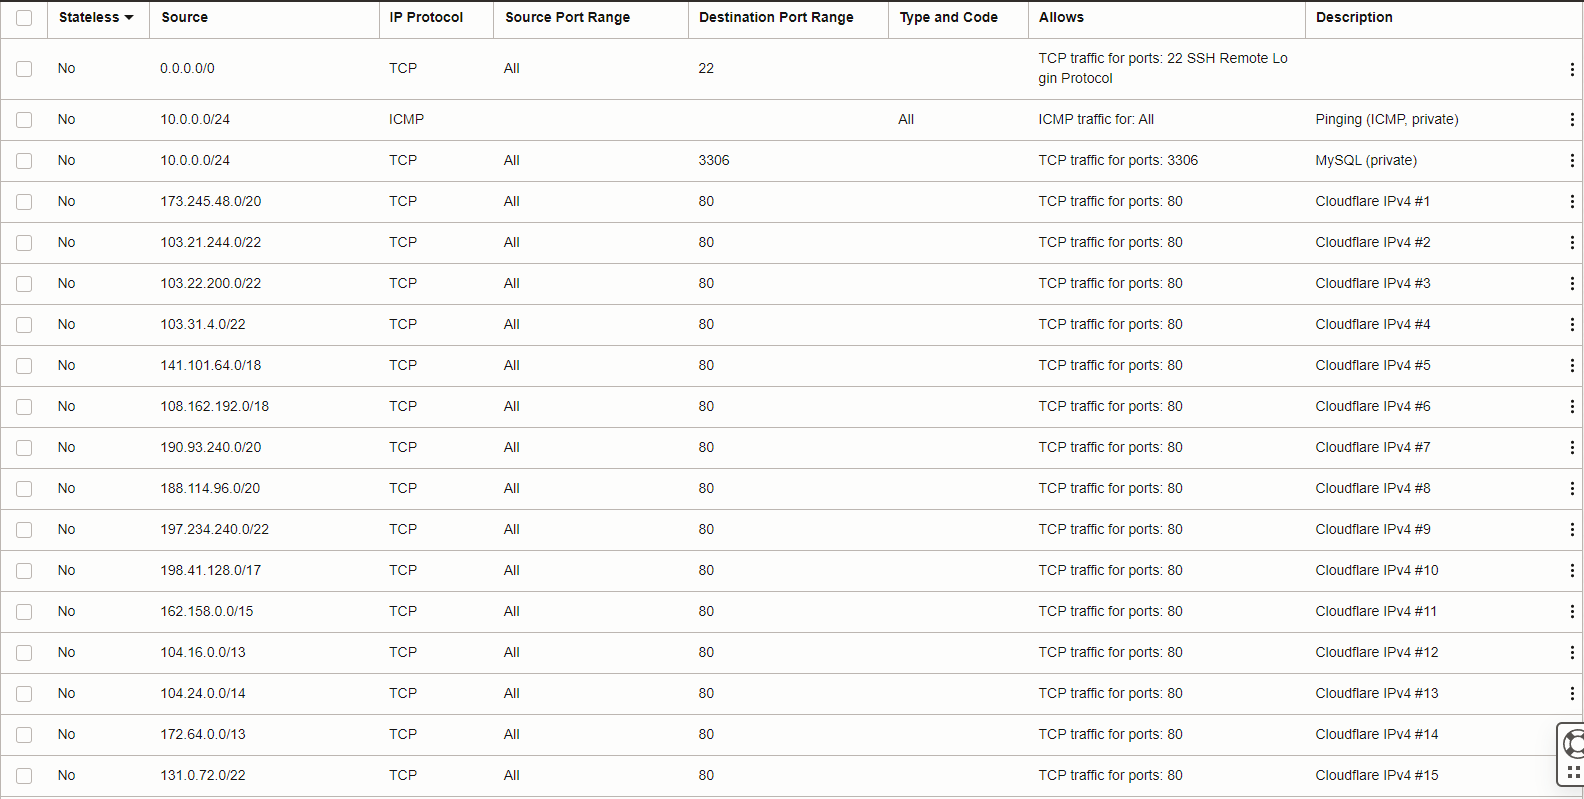 Stateless Source IP Protocol Source Port Range Destination Port Range Type and Code Allows Description
No 0.0.0.0/0 TCP All 22 TCP traffic for ports: 22 SSH Remote Lo
gin Protocol
No 10.0.0.0/24 ICMP All ICMP traffic for: All Pinging (ICMP, private)
No 10.0.0.0/24 TCP All 3306 TCP traffic for ports: 3306 MySQL (private)
No 173.245.48.0/20 TCP All 80 TCP traffic for ports: 80 Cloudflare IPv4 #1
No 103.21.244.0/22 TCP All 80 TCP traffic for ports: 80 Cloudflare IPv4 #2
No 103.22.200.0/22 TCP All 80 TCP traffic for ports: 80 Cloudflare IPv4 #3
No 103.31.4.0/22 TCP All 80 TCP traffic for ports: 80 Cloudflare IPv4 #4
No 141.101.64.0/18 TCP All 80 TCP traffic for ports: 80 Cloudflare IPv4 #5
No 108.162.192.0/18 TCP All 80 TCP traffic for ports: 80 Cloudflare IPv4 #6
No 190.93.240.0/20 TCP All 80 TCP traffic for ports: 80 Cloudflare IPv4 #7
No 188.114.96.0/20 TCP All 80 TCP traffic for ports: 80 Cloudflare IPv4 #8
No 197.234.240.0/22 TCP All 80 TCP traffic for ports: 80 Cloudflare IPv4 #9
No 198.41.128.0/17 TCP All 80 TCP traffic for ports: 80 Cloudflare IPv4 #10
No 162.158.0.0/15 TCP All 80 TCP traffic for ports: 80 Cloudflare IPv4 #11
No 104.16.0.0/13 TCP All 80 TCP traffic for ports: 80 Cloudflare IPv4 #12
No 104.24.0.0/14 TCP All 80 TCP traffic for ports: 80 Cloudflare IPv4 #13
No 172.64.0.0/13 TCP All 80 TCP traffic for ports: 80 Cloudflare IPv4 #14
No 131.0.72.0/22 TCP All 80 TCP traffic for ports: 80 Cloudflare IPv4 #15